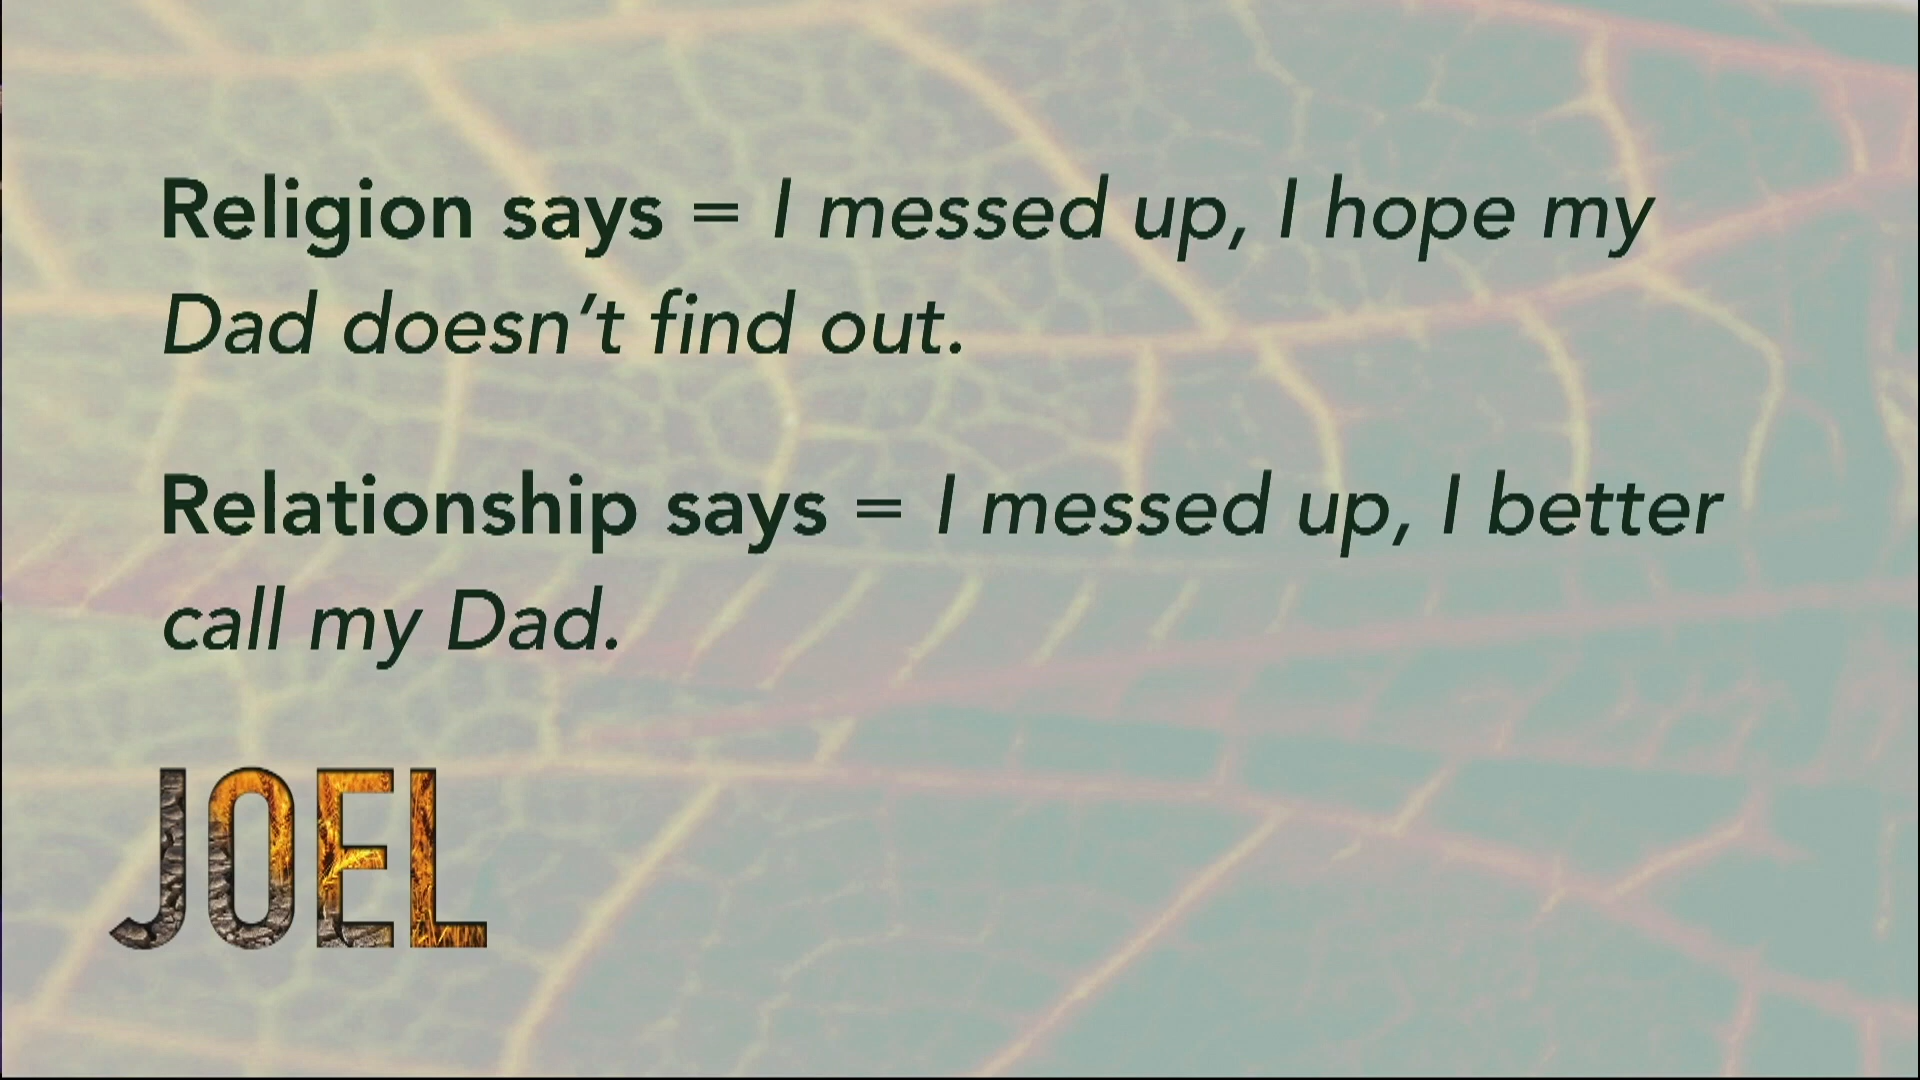 Religion says = I messed up, I hope my
Dad doesn’t find out.
Relationship says = I messed up, I better
call my Dad.
JOEL